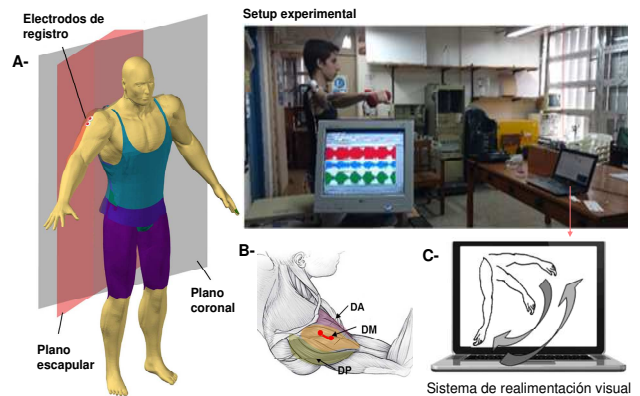 Electrodos de
registro
A-
Setup experimental
Plano
coronal
Plano
escapular
B-
DA
DM
DP
C-
Sistema de realimentación visual